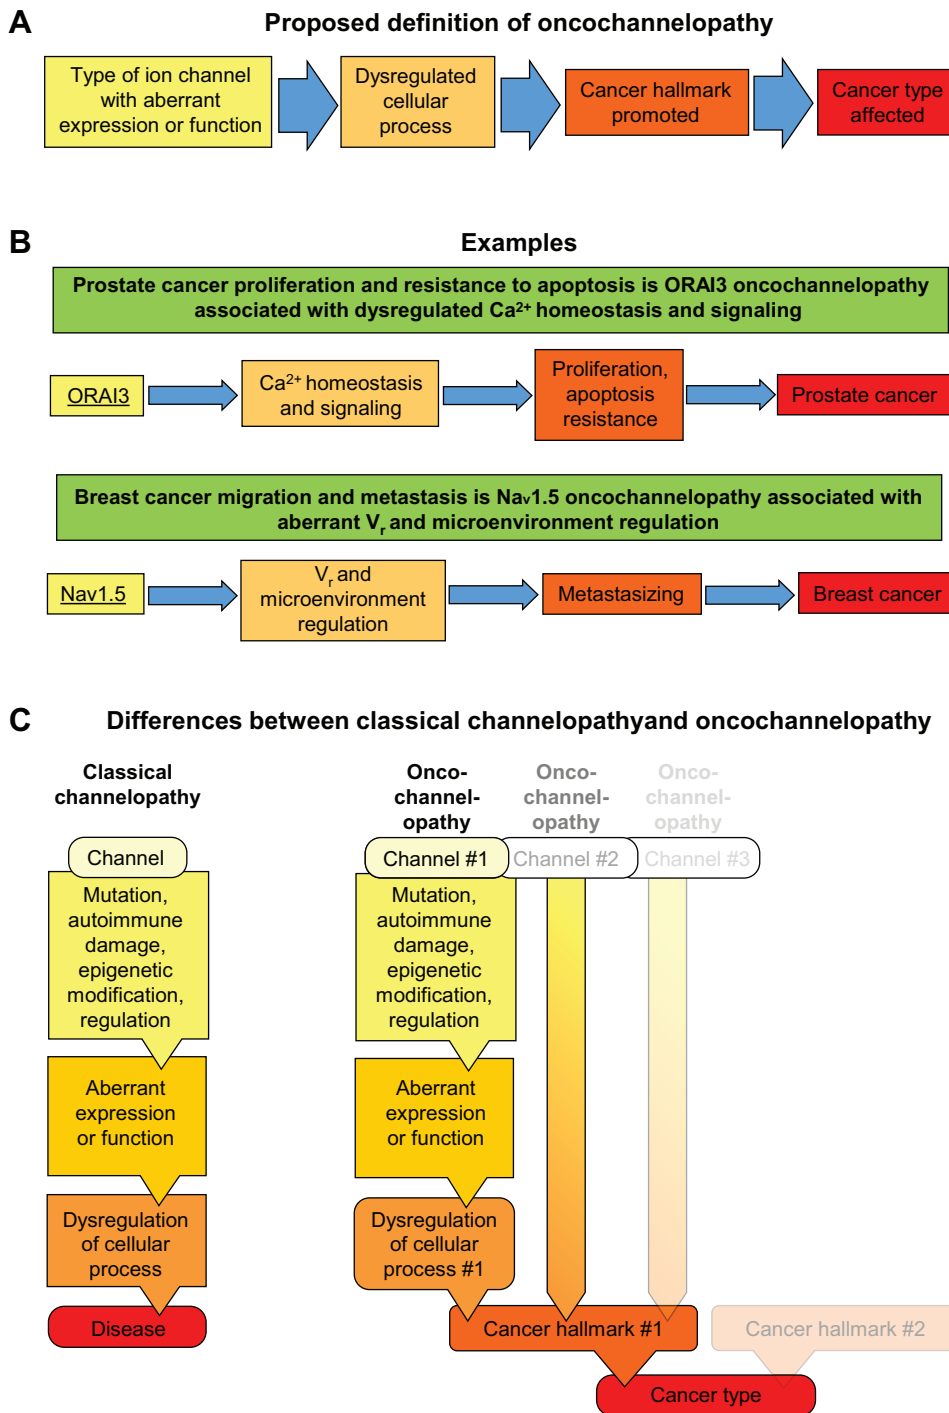 A
Proposed definition of oncochannelopathy
Type of ion channel
with aberrant
expression or function
Dysregulated
cellular
process
Cancer hallmark
promoted
Cancer type
affected
B
Examples
Prostate cancer proliferation and resistance to apoptosis is ORAI3 oncochannelopathy
associated with dysregulated Ca²⁺ homeostasis and signaling
ORAI3
Ca²⁺ homeostasis
and signaling
Proliferation,
apoptosis
resistance
Prostate cancer
Breast cancer migration and metastasis is Naᵥ1.5 oncochannelopathy associated with
aberrant Vᵣ and microenvironment regulation
Nav1.5
Vᵣ and
microenvironment
regulation
Metastasizing
Breast cancer
C
Differences between classical channelopathyand oncochannelopathy
Classical
channelopathy
Channel
Mutation,
autoimmune
damage,
epigenetic
modification,
regulation
Aberrant
expression
or function
Dysregulation
of cellular
process
Disease
Onco-
channel-
opathy
Onco-
channel-
opathy
Onco-
channel-
opathy
Channel #1
Channel #2
Channel #3
Mutation,
autoimmune
damage,
epigenetic
modification,
regulation
Aberrant
expression
or function
Dysregulation
of cellular
process #1
Cancer hallmark #1
Cancer hallmark #2
Cancer type